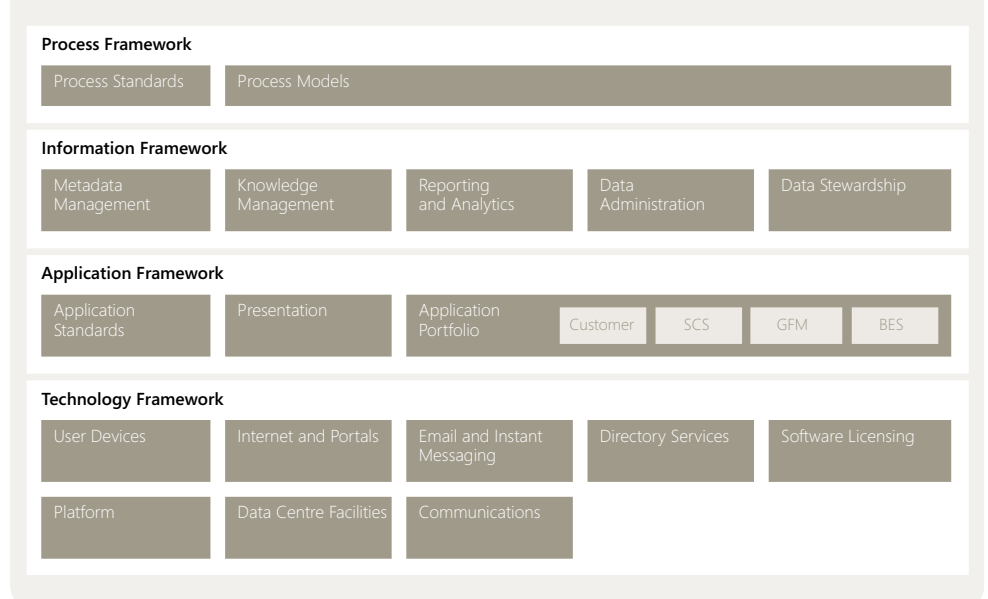 Process Framework
Process Standards
Process Models
Information Framework
Metadata
Management
Knowledge
Management
Reporting
and Analytics
Data
Administration
Data Stewardship
Application Framework
Application
Standards
Presentation
Application
Portfolio
Customer
SCS
GFM
BES
Technology Framework
User Devices
Internet and Portals
Email and Instant
Messaging
Directory Services
Software Licensing
Platform
Data Centre Facilities
Communications